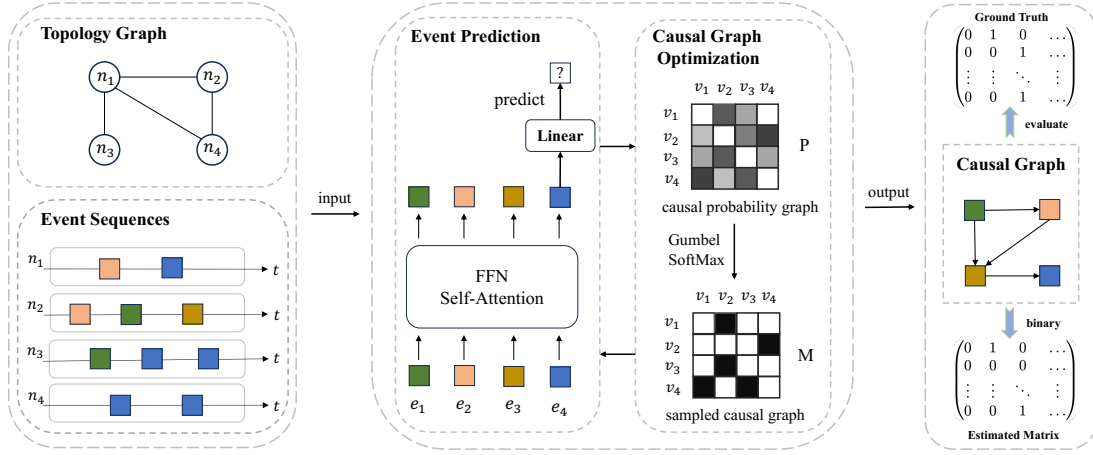 Topology Graph
n1
n2
n3
n4
Event Sequences
n1
t
n2
t
n3
t
n4
t
input
Event Prediction
?
predict
Linear
FFN
Self-Attention
e1 e2 e3 e4
Causal Graph
Optimization
v1 v2 v3 v4
v1
v2
v3
v4
P
causal probability graph
Gumbel
SoftMax
v1 v2 v3 v4
v1
v2
v3
v4
M
sampled causal graph
output
Ground Truth
0 1 0 …
0 0 1 …
⋮ ⋮ ⋱ ⋮
0 0 1 …
evaluate
Causal Graph
binary
0 1 0 …
0 0 1 …
⋮ ⋮ ⋱ ⋮
0 0 1 …
Estimated Matrix